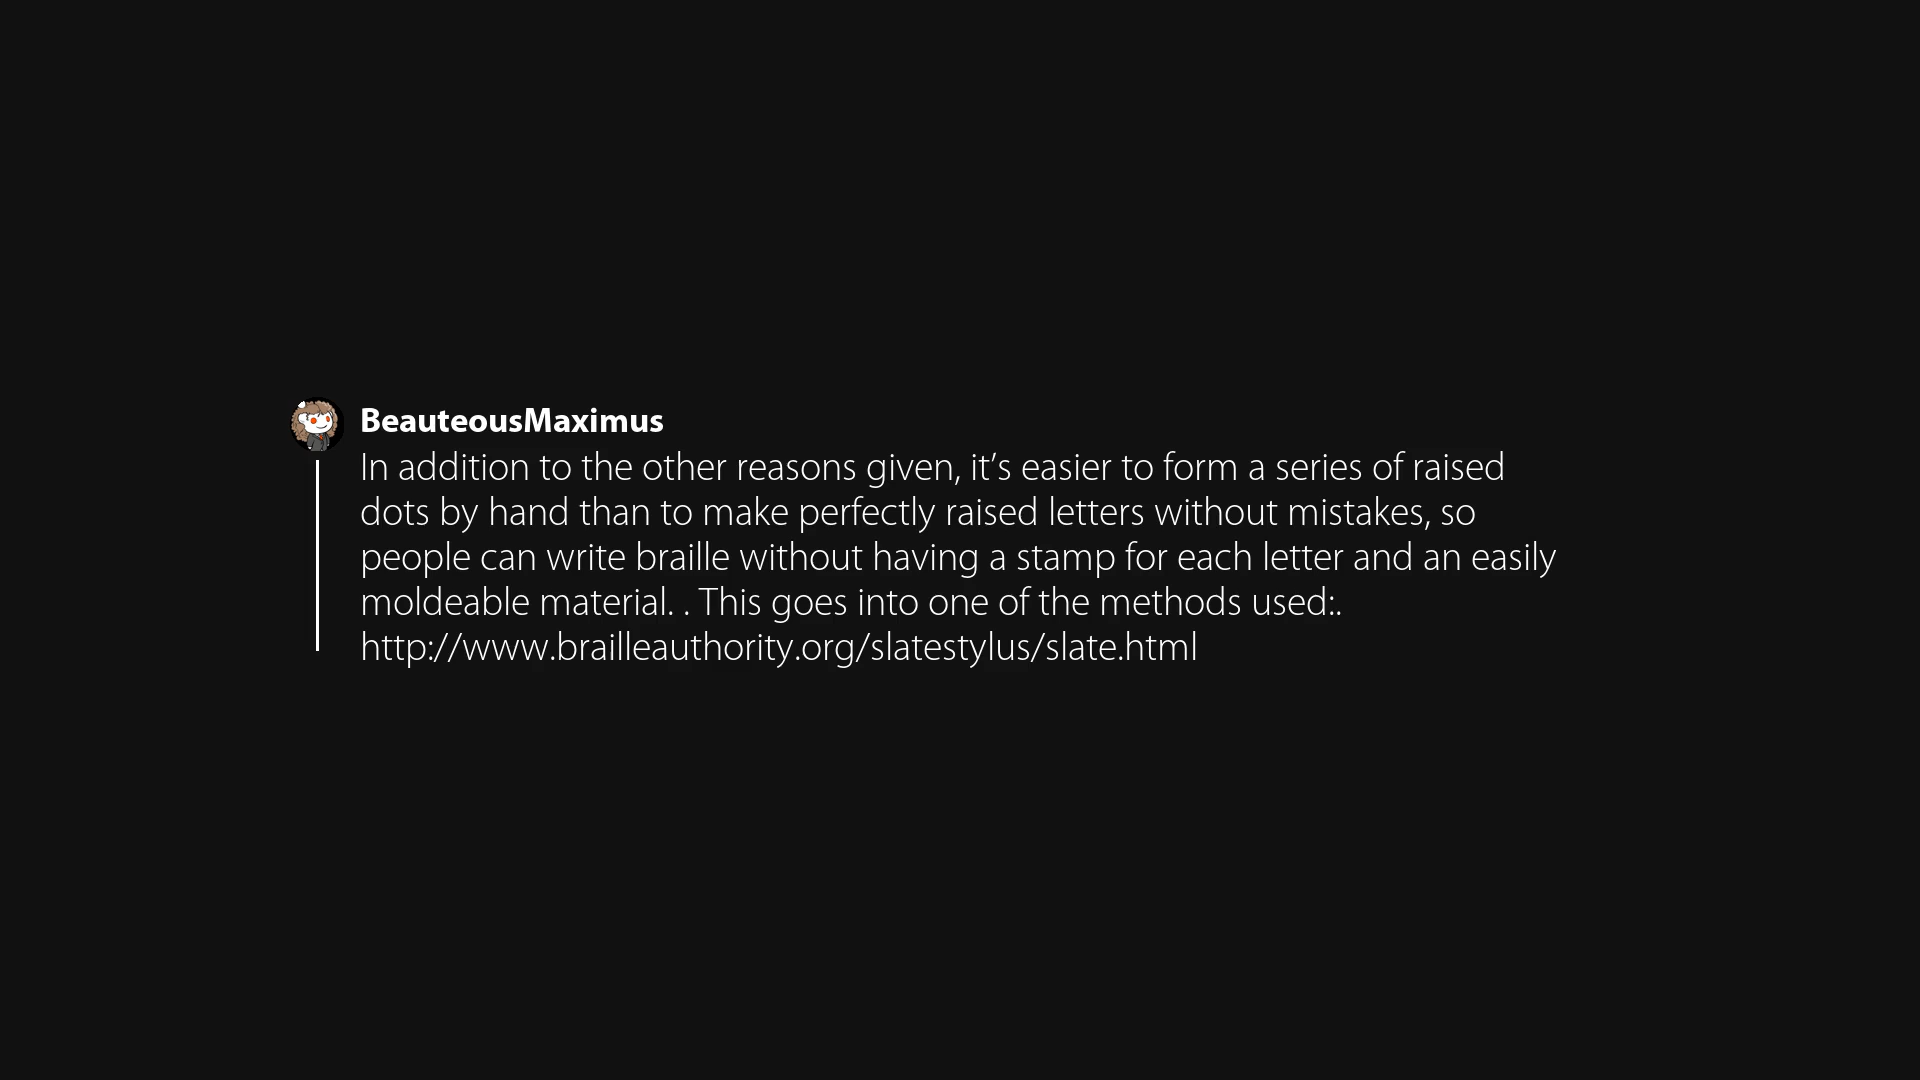 BeauteousMaximus
In addition to the other reasons given, it’s easier to form a series of raised
dots by hand than to make perfectly raised letters without mistakes, so
people can write braille without having a stamp for each letter and an easily
moldeable material. . This goes into one of the methods used:.
http://www.brailleauthority.org/slatestylus/slate.html